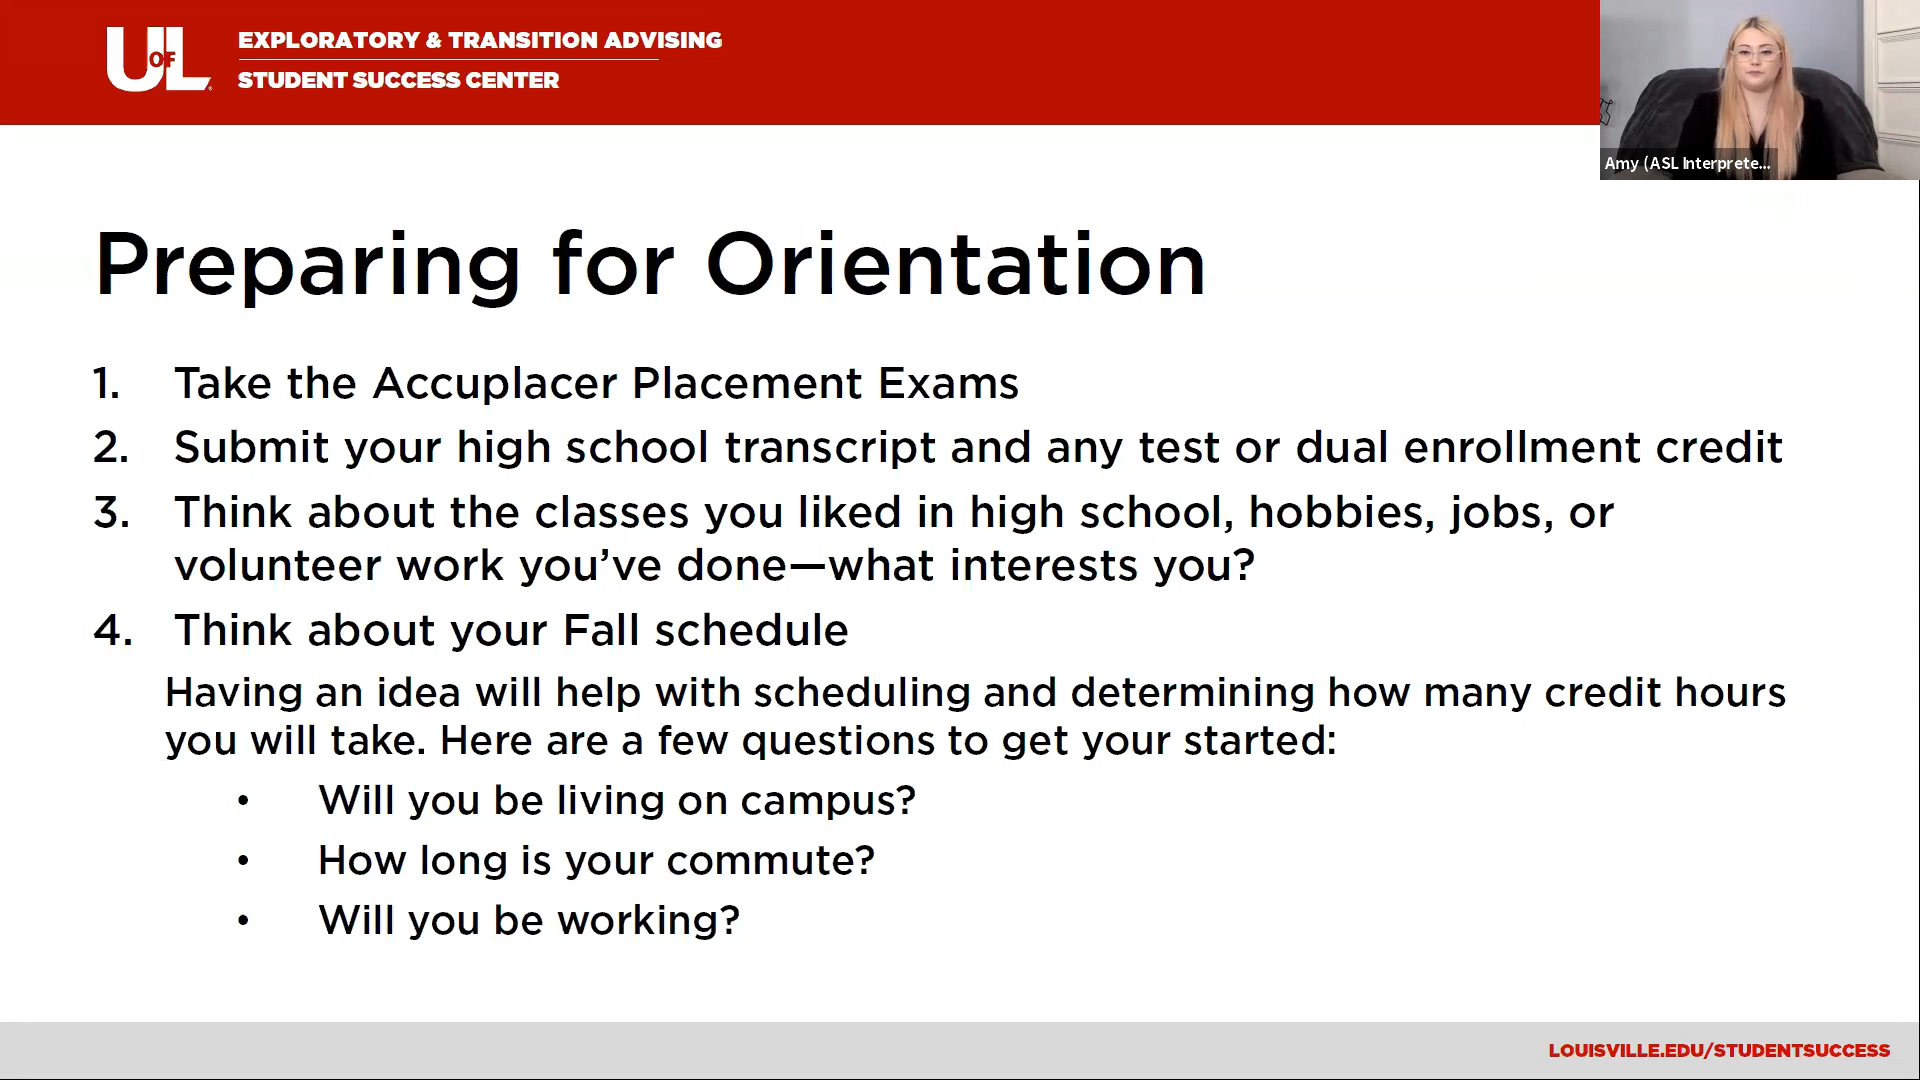 UofL
EXPLORATORY & TRANSITION ADVISING
STUDENT SUCCESS CENTER
Amy (ASL Interprete...
Preparing for Orientation
1. Take the Accuplacer Placement Exams
2. Submit your high school transcript and any test or dual enrollment credit
3. Think about the classes you liked in high school, hobbies, jobs, or
volunteer work you’ve done—what interests you?
4. Think about your Fall schedule
Having an idea will help with scheduling and determining how many credit hours
you will take. Here are a few questions to get your started:
• Will you be living on campus?
• How long is your commute?
• Will you be working?
LOUISVILLE.EDU/STUDENTSUCCESS